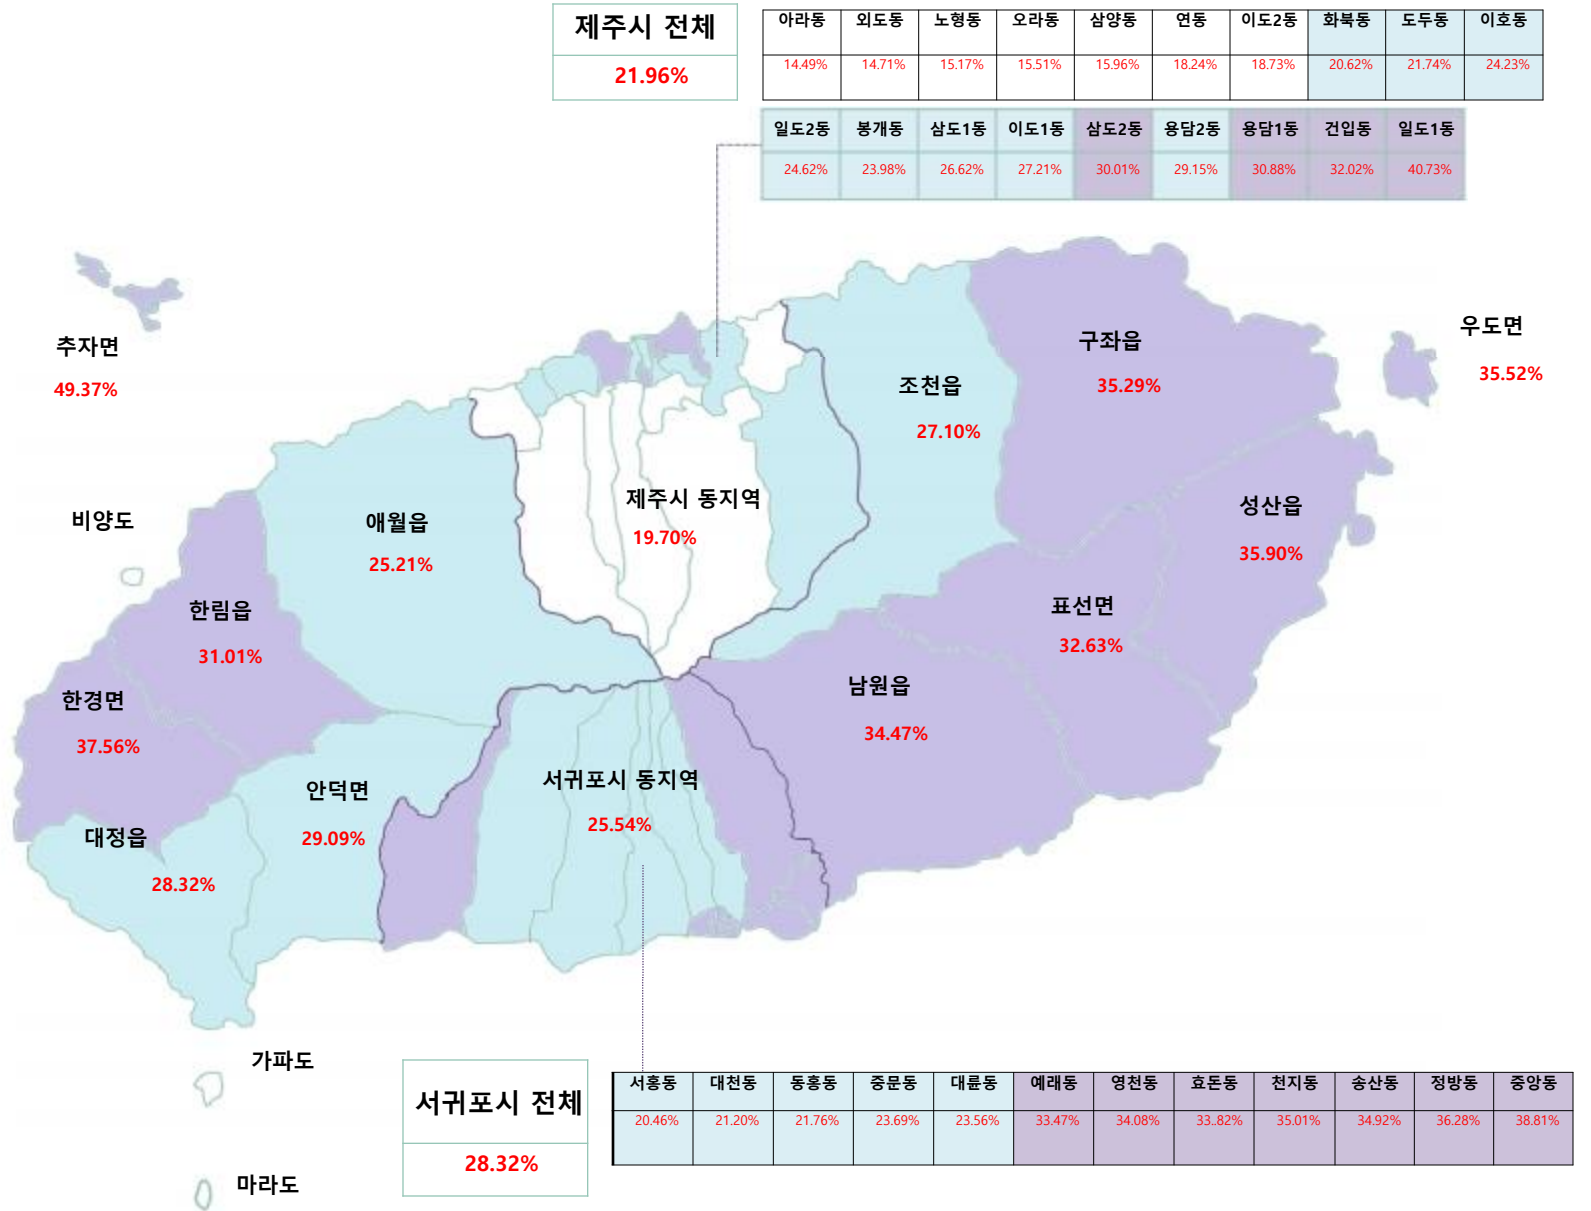 제주시 전체
21.96%
아라동 외도동 노형동 오라동 삼양동 연동 이도2동 화북동 도두동 이호동
14.49% 14.71% 15.17% 15.51% 15.96% 18.24% 18.73% 20.62% 21.74% 24.23%
일도2동 봉개동 삼도1동 이도1동 삼도2동 용담2동 용담1동 건입동 일도1동
24.62% 23.98% 26.62% 27.21% 30.01% 29.15% 30.88% 32.02% 40.73%
추자면
49.37%
우도면
35.52%
구좌읍
35.29%
조천읍
27.10%
제주시 동지역
19.70%
성산읍
35.90%
비양도
애월읍
25.21%
한림읍
31.01%
표선면
32.63%
한경면
37.56%
남원읍
34.47%
안덕면
29.09%
서귀포시 동지역
25.54%
대정읍
28.32%
가파도
마라도
서귀포시 전체
28.32%
서홍동 대천동 동홍동 중문동 대륜동 예래동 영천동 효돈동 천지동 송산동 정방동 중앙동
20.46% 21.20% 21.76% 23.69% 23.56% 33.47% 34.08% 33..82% 35.01% 34.92% 36.28% 38.81%